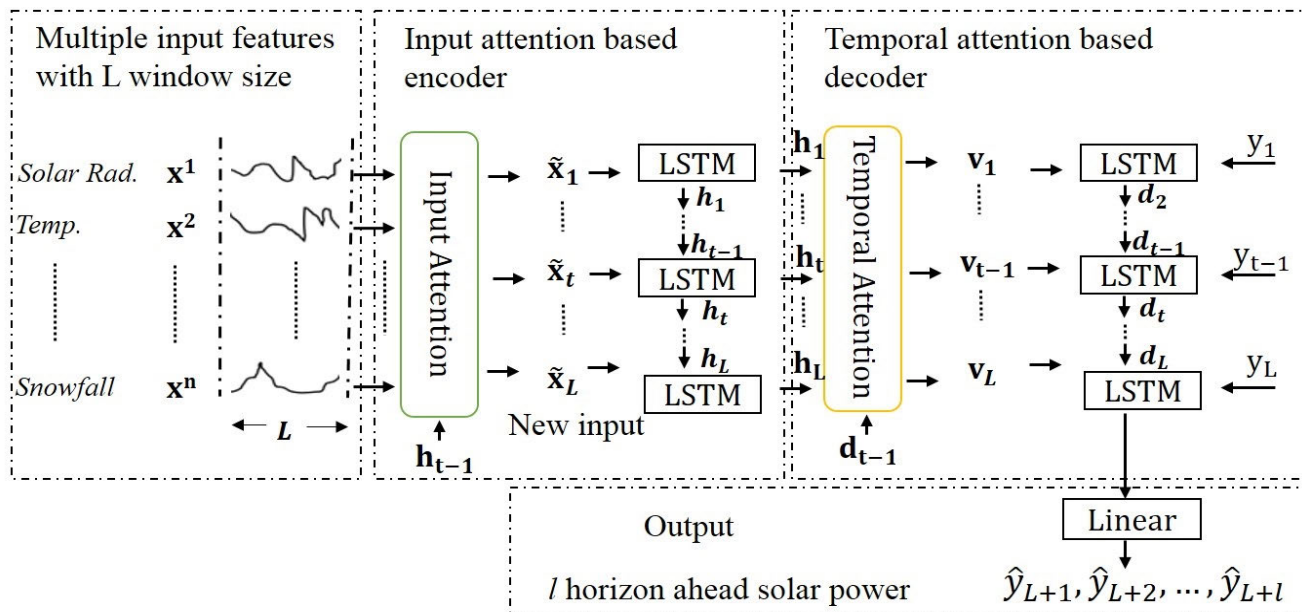 Multiple input features
with L window size
Solar Rad. x¹
Temp. x²
Snowfall xⁿ
L
Input attention based
encoder
Input Attention
hₜ₋₁
x̃₁
x̃ₜ
x̃_L
New input
LSTM
h₁
hₜ₋₁
LSTM
hₜ
h_L
LSTM
Temporal attention based
decoder
h₁
hₜ
h_L
Temporal Attention
dₜ₋₁
v₁
vₜ₋₁
v_L
LSTM
y₁
d₂
dₜ₋₁
LSTM
yₜ₋₁
dₜ
d_L
LSTM
y_L
Output
Linear
l horizon ahead solar power
ŷ_{L+1}, ŷ_{L+2}, ..., ŷ_{L+l}